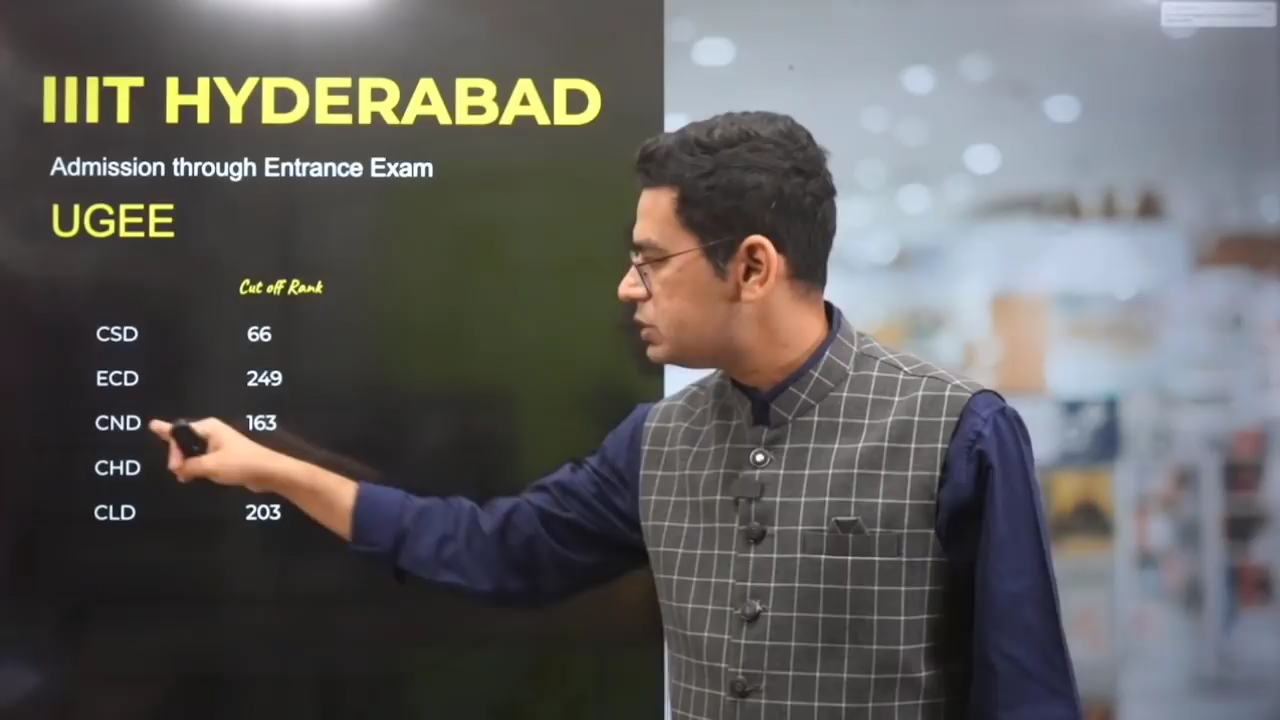 IIIT HYDERABAD
Admission through Entrance Exam
UGEE
Cut off Rank
CSD 66
ECD 249
CND 163
CHD
CLD 203